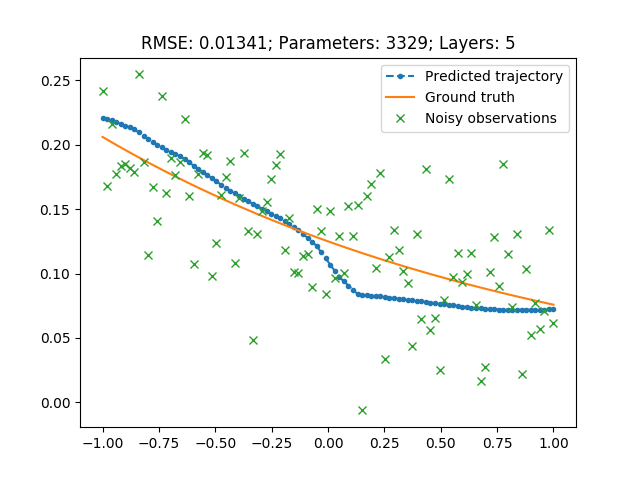 RMSE: 0.01341; Parameters: 3329; Layers: 5
Predicted trajectory
Ground truth
Noisy observations
0.25
0.20
0.15
0.10
0.05
0.00
−1.00 −0.75 −0.50 −0.25 0.00 0.25 0.50 0.75 1.00